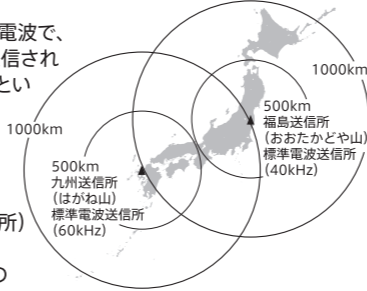 電波で、
信され
とい
1000km
1000km
500km
福島送信所
(おおたかどや山)
標準電波送信所
(40kHz)
500km
九州送信所
(はがね山)
標準電波送信所
(60kHz)
所)
の